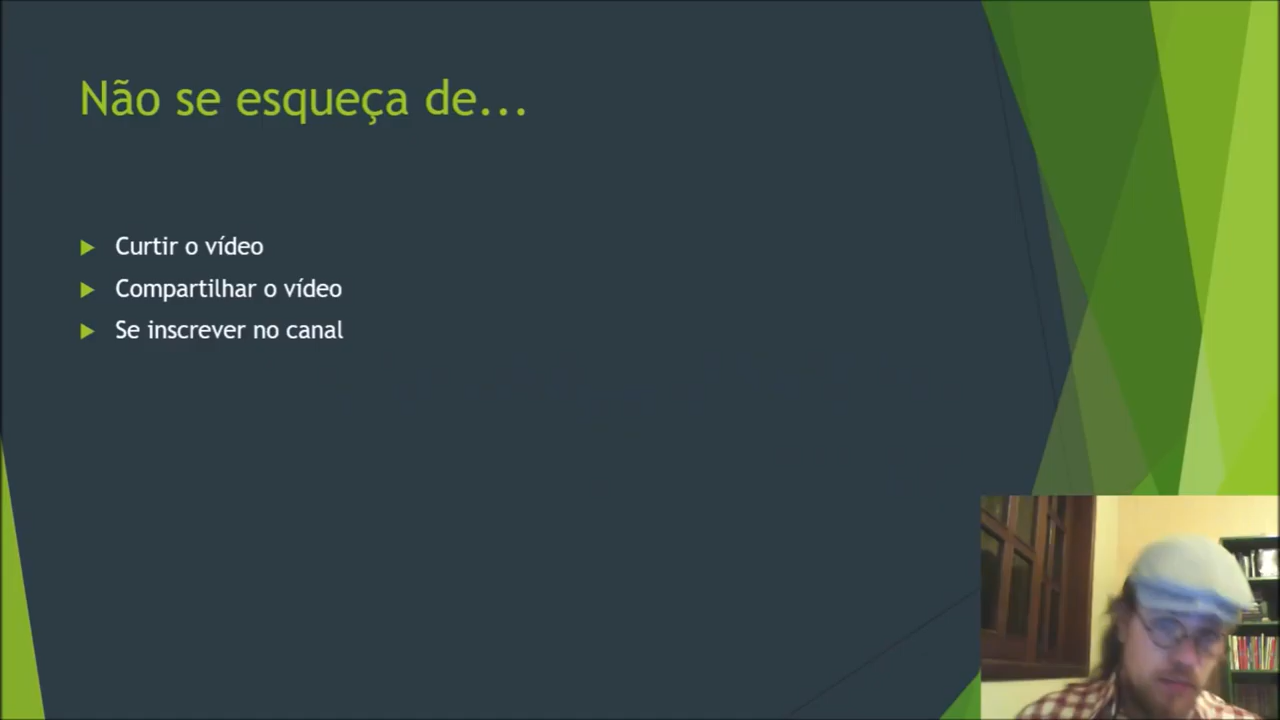 Não se esqueça de...
Curtir o vídeo
Compartilhar o vídeo
Se inscrever no canal